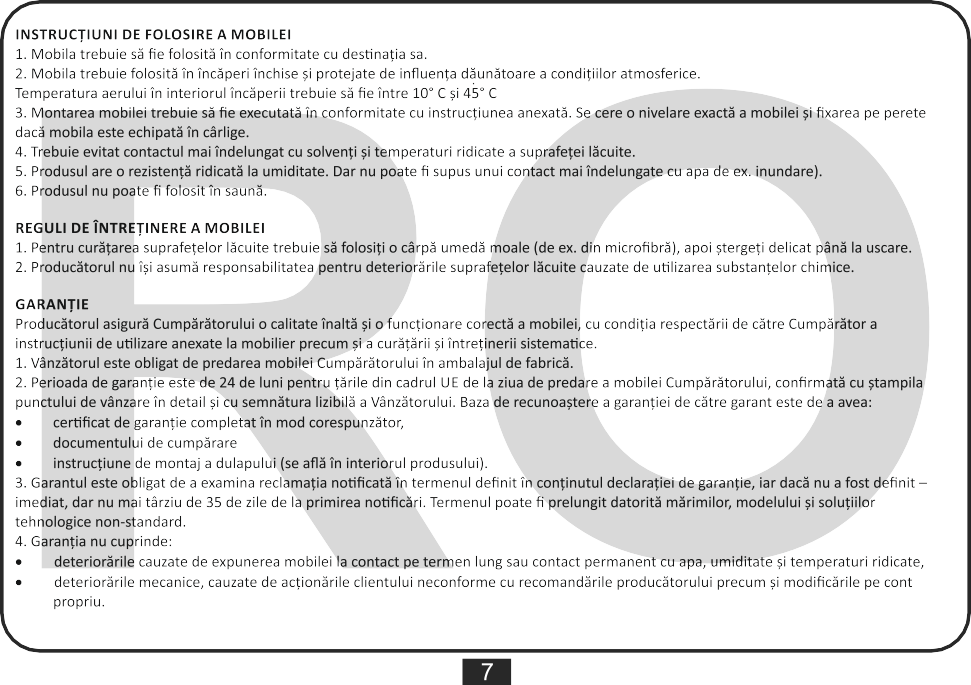 INSTRUCȚIUNI DE FOLOSIRE A MOBILEI
1. Mobila trebuie să fie folosită în conformitate cu destinația sa.
2. Mobila trebuie folosită în încăperi închise și protejate de influența dăunătoare a condițiilor atmosferice.
Temperatura aerului în interiorul încăperii trebuie să fie între 10° C și 45° C
3. Montarea mobilei trebuie să fie executată în conformitate cu instrucțiunea anexată. Se cere o nivelare exactă a mobilei și fixarea pe perete
dacă mobila este echipată în cârlige.
4. Trebuie evitat contactul mai îndelungat cu solvenți și temperaturi ridicate a suprafeței lăcuite.
5. Produsul are o rezistență ridicată la umiditate. Dar nu poate fi supus unui contact mai îndelungate cu apa de ex. inundare).
6. Produsul nu poate fi folosit în saună.
REGULI DE ÎNTREȚINERE A MOBILEI
1. Pentru curățarea suprafețelor lăcuite trebuie să folosiți o cârpă umedă moale (de ex. din microfibră), apoi ștergeți delicat până la uscare.
2. Producătorul nu își asumă responsabilitatea pentru deteriorările suprafețelor lăcuite cauzate de utilizarea substanțelor chimice.
GARANȚIE
Producătorul asigură Cumpărătorului o calitate înaltă și o funcționare corectă a mobilei, cu condiția respectării de către Cumpărător a
instrucțiunii de utilizare anexate la mobilier precum și a curățării și întreținerii sistematice.
1. Vânzătorul este obligat de predarea mobilei Cumpărătorului în ambalajul de fabrică.
2. Perioada de garanție este de 24 de luni pentru țările din cadrul UE de la ziua de predare a mobilei Cumpărătorului, confirmată cu ștampila
punctului de vânzare în detail și cu semnătura lizibilă a Vânzătorului. Baza de recunoaștere a garanției de către garant este de a avea:
• certificat de garanție completat în mod corespunzător,
• documentului de cumpărare
• instrucțiune de montaj a dulapului (se află în interiorul produsului).
3. Garantul este obligat de a examina reclamația notificată în termenul definit în conținutul declarației de garanție, iar dacă nu a fost definit –
imediat, dar nu mai târziu de 35 de zile de la primirea notificări. Termenul poate fi prelungit datorită mărimilor, modelului și soluțiilor
tehnologice non-standard.
4. Garanția nu cuprinde:
• deteriorările cauzate de expunerea mobilei la contact pe termen lung sau contact permanent cu apa, umiditate și temperaturi ridicate,
• deteriorările mecanice, cauzate de acționările clientului neconforme cu recomandările producătorului precum și modificările pe cont
propriu.
RO
7